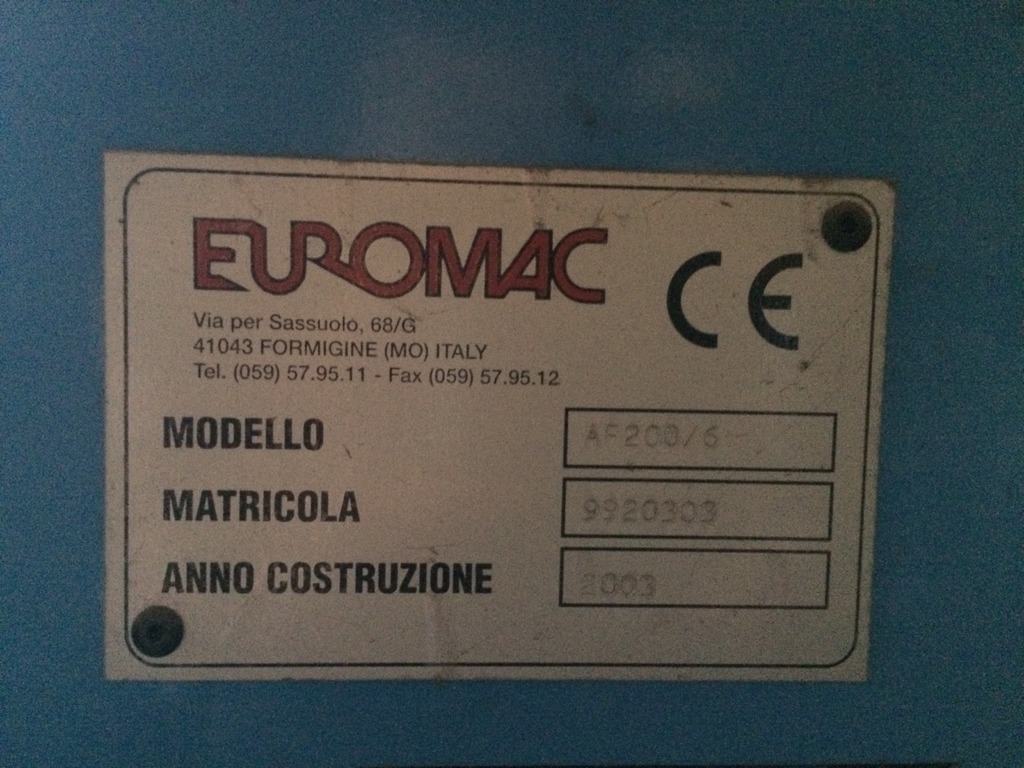 EUROMAC
CE
Via per Sassuolo, 68/G
41043 FORMIGINE (MO) ITALY
Tel. (059) 57.95.11 - Fax (059) 57.95.12
MODELLO AF200/6
MATRICOLA 9920303
ANNO COSTRUZIONE 2003